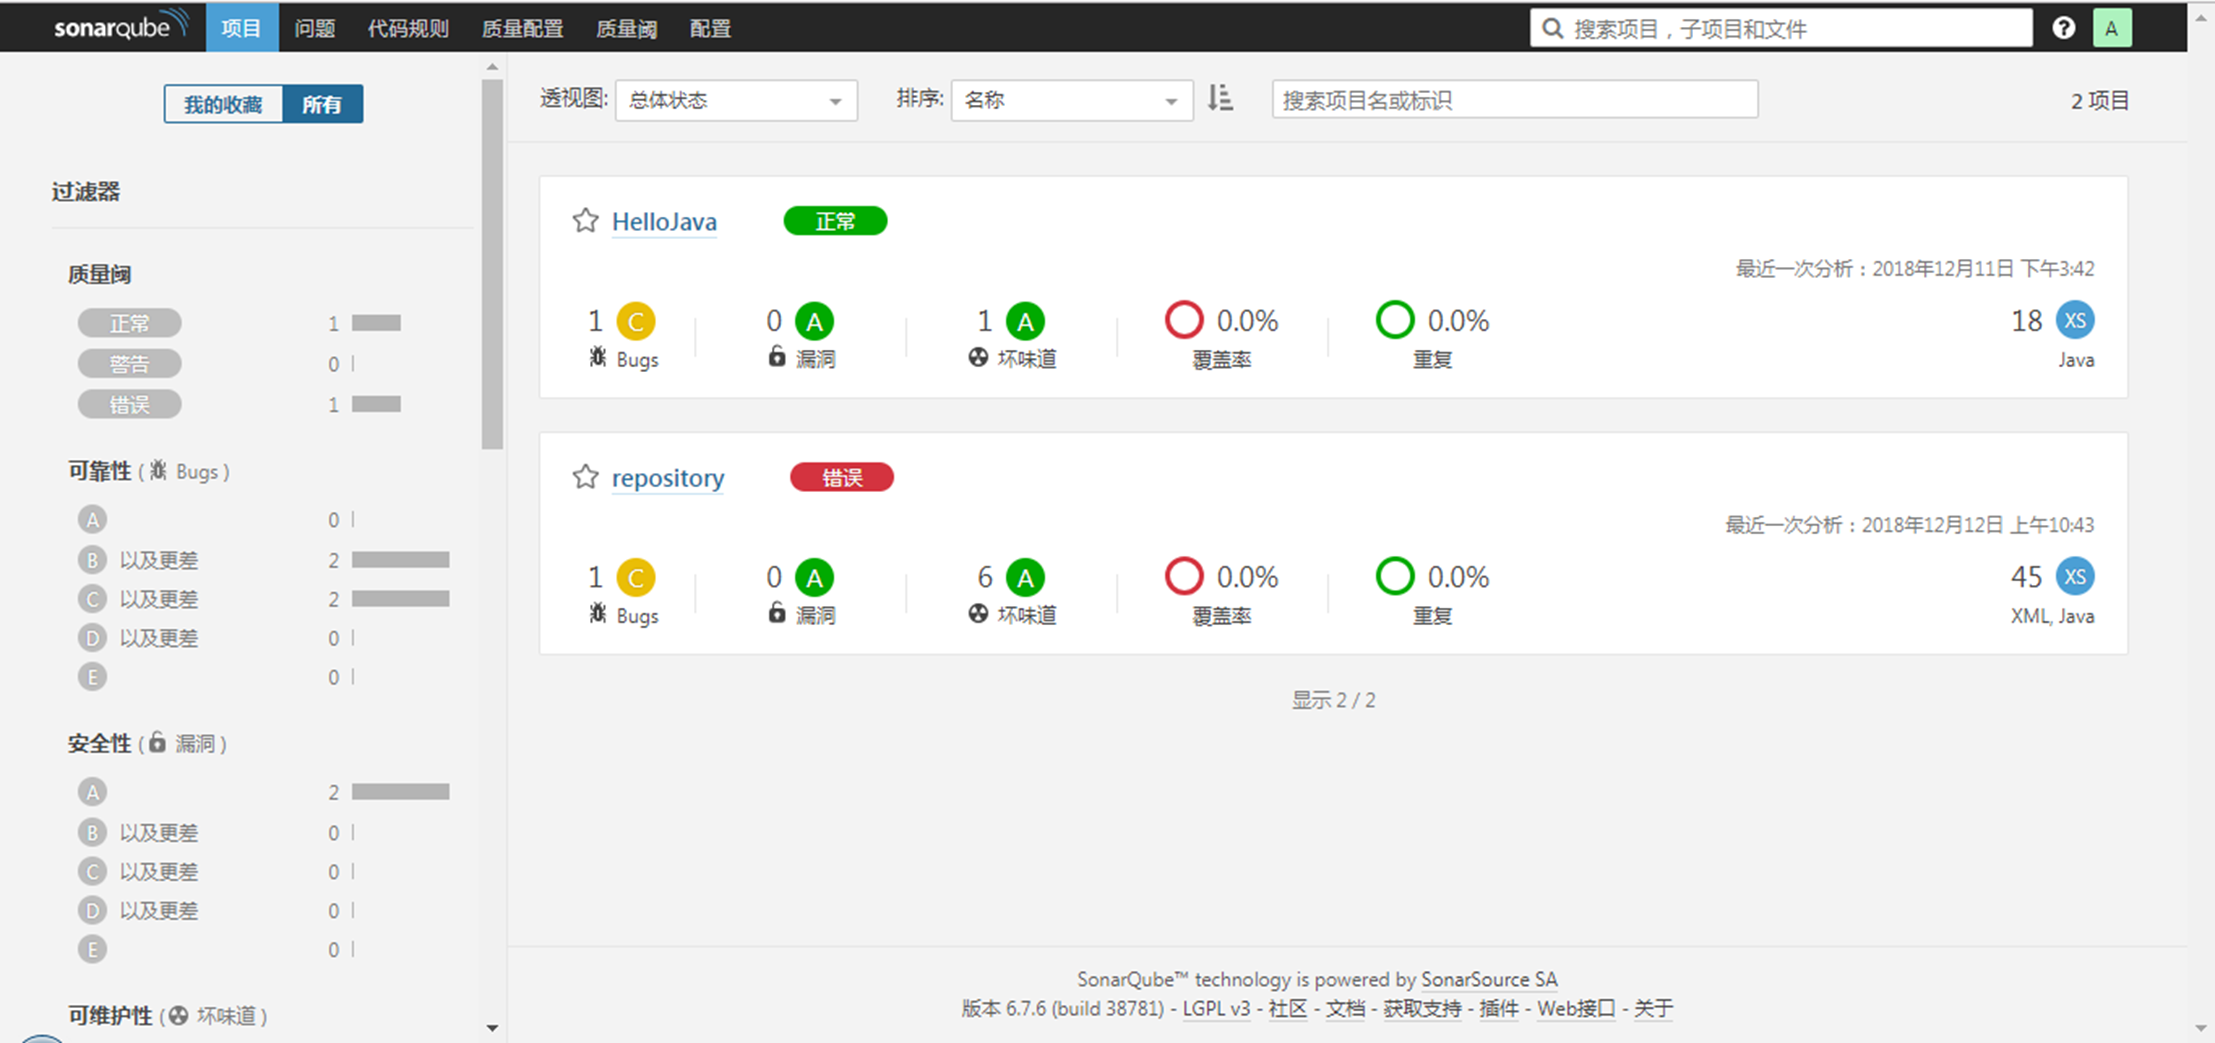 sonarqube 项目 问题 代码规则 质量配置 质量阈 配置 搜索项目，子项目和文件 ? A
我的收藏 所有
透视图: 总体状态 排序: 名称 搜索项目名或标识 2 项目
过滤器
质量阈
正常 1
警告 0
错误 1
可靠性 ( Bugs )
A 0
B 以及更差 2
C 以及更差 2
D 以及更差 0
E 0
安全性 ( 漏洞 )
A 2
B 以及更差 0
C 以及更差 0
D 以及更差 0
E 0
可维护性 ( 坏味道 )
HelloJava 正常
最近一次分析：2018年12月11日 下午3:42
1 C 0 A 1 A 0.0% 0.0% 18 XS
Bugs 漏洞 坏味道 覆盖率 重复 Java
repository 错误
最近一次分析：2018年12月12日 上午10:43
1 C 0 A 6 A 0.0% 0.0% 45 XS
Bugs 漏洞 坏味道 覆盖率 重复 XML, Java
显示 2 / 2
SonarQube™ technology is powered by SonarSource SA
版本 6.7.6 (build 38781) - LGPL v3 - 社区 - 文档 - 获取支持 - 插件 - Web接口 - 关于